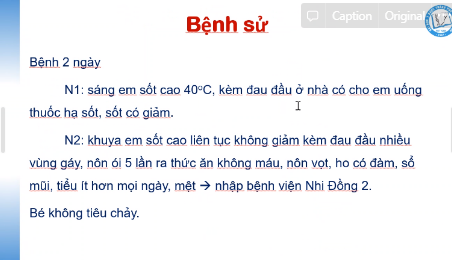 Caption
Original
Bệnh sử
Bênh 2 ngày
N1: sáng em sốt cao 40°C, kèm đau đầu ở nhà có cho em uống
thuốc hạ sốt, sốt có giảm.
N2: khuya em sốt cao liên tục không giảm kèm đau đầu nhiều
vùng gáy, nôn ói 5 lần ra thức ăn không máu, nôn vọt, ho có đàm, sổ
mũi, tiểu ít hơn mọi ngày, mệt → nhập bệnh viện Nhi Đồng 2.
Bé không tiêu chảy.